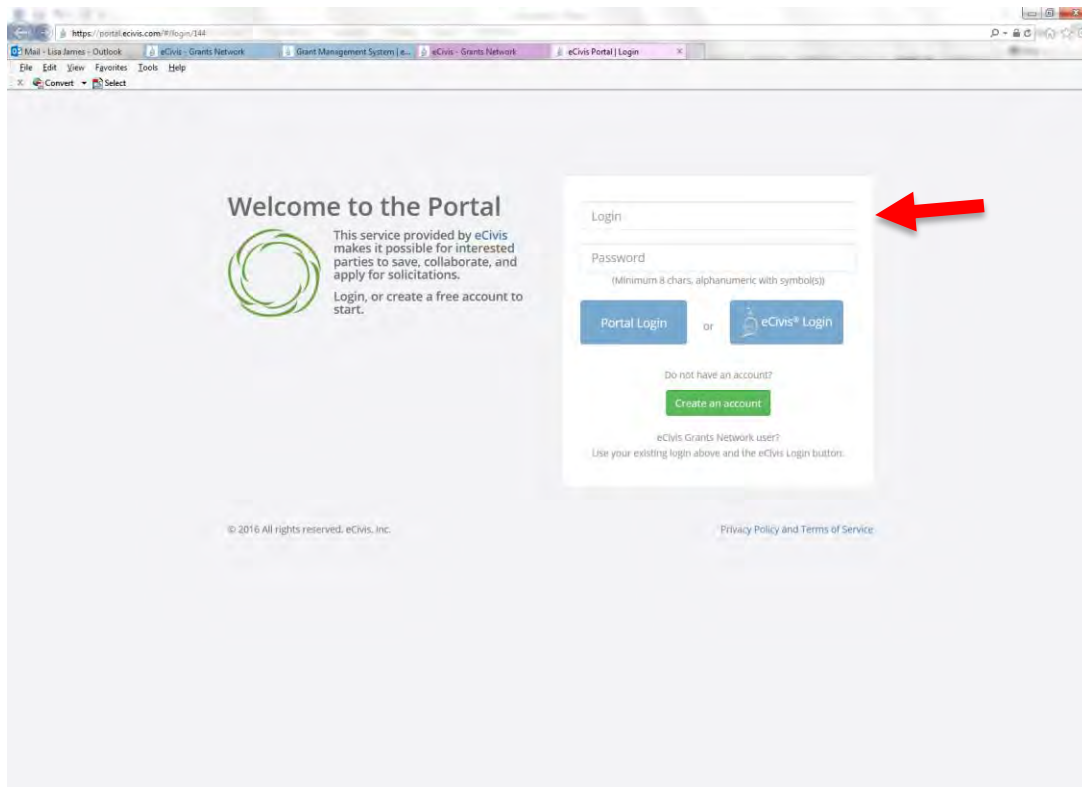 https://portal.ecivis.com/#/login/144
Mail - Lisa James - Outlook
eCivis - Grants Network
Grant Management System | e...
eCivis - Grants Network
eCivis Portal | Login
File Edit View Favorites Tools Help
Convert Select
Welcome to the Portal
This service provided by eCivis
makes it possible for interested
parties to save, collaborate, and
apply for solicitations.
Login, or create a free account to
start.
Login
Password
(Minimum 8 chars, alphanumeric with symbol(s))
Portal Login
or
eCivis® Login
Do not have an account?
Create an account
eCivis Grants Network user?
Use your existing login above and the eCivis Login button.
© 2016 All rights reserved. eCivis, Inc.
Privacy Policy and Terms of Service